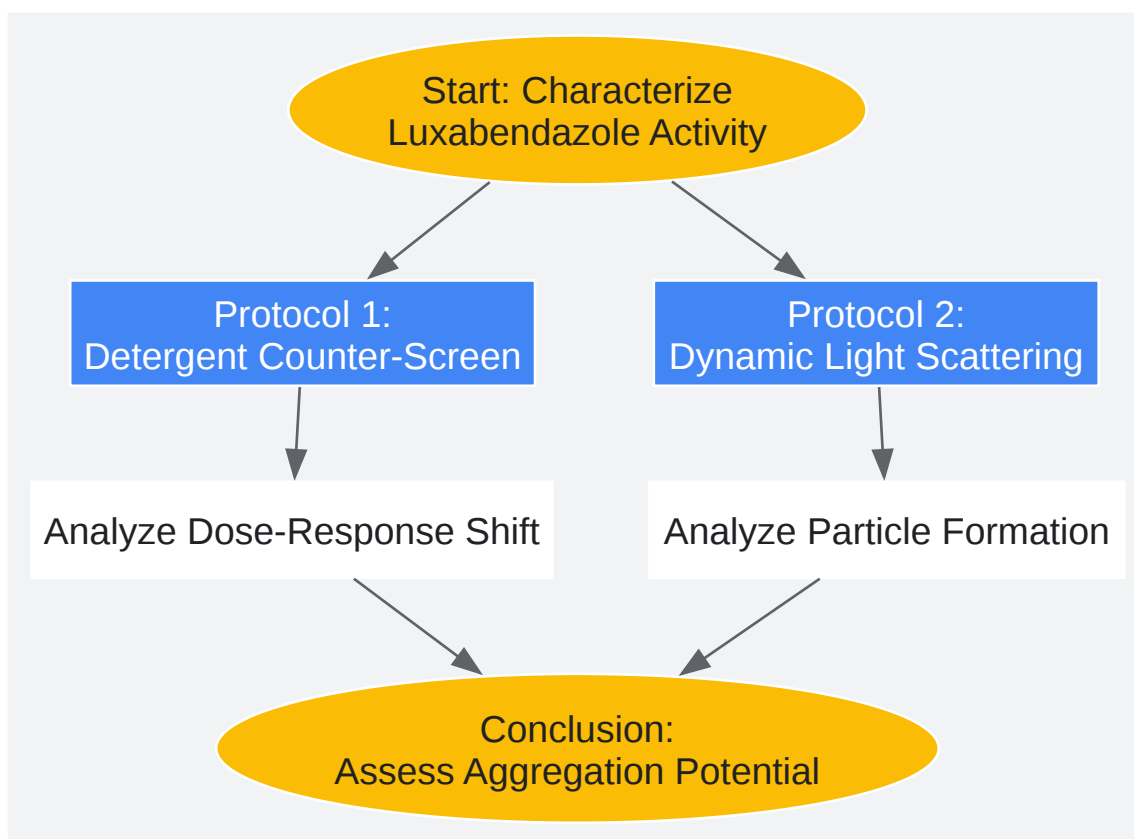 Start: Characterize
Luxabendazole Activity
Protocol 1:
Detergent Counter-Screen
Protocol 2:
Dynamic Light Scattering
Analyze Dose-Response Shift
Analyze Particle Formation
Conclusion:
Assess Aggregation Potential